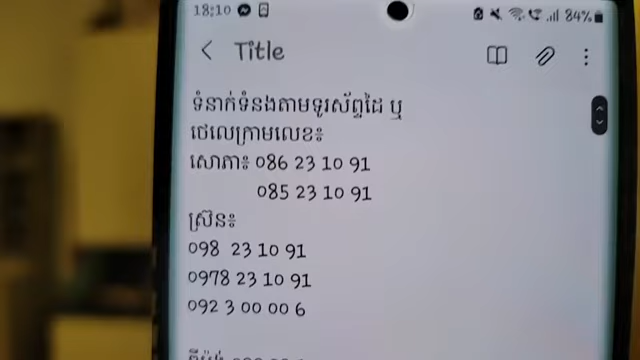 18:10 84%
Title
ទំនាក់ទំនងតាមទូរស័ព្ទដៃ ឬ
ថេលេក្រាមលេខ៖
សោភា៖ 086 23 10 91
085 23 10 91
ស្រ៊ន៖
098 23 10 91
0978 23 10 91
092 3 00 00 6